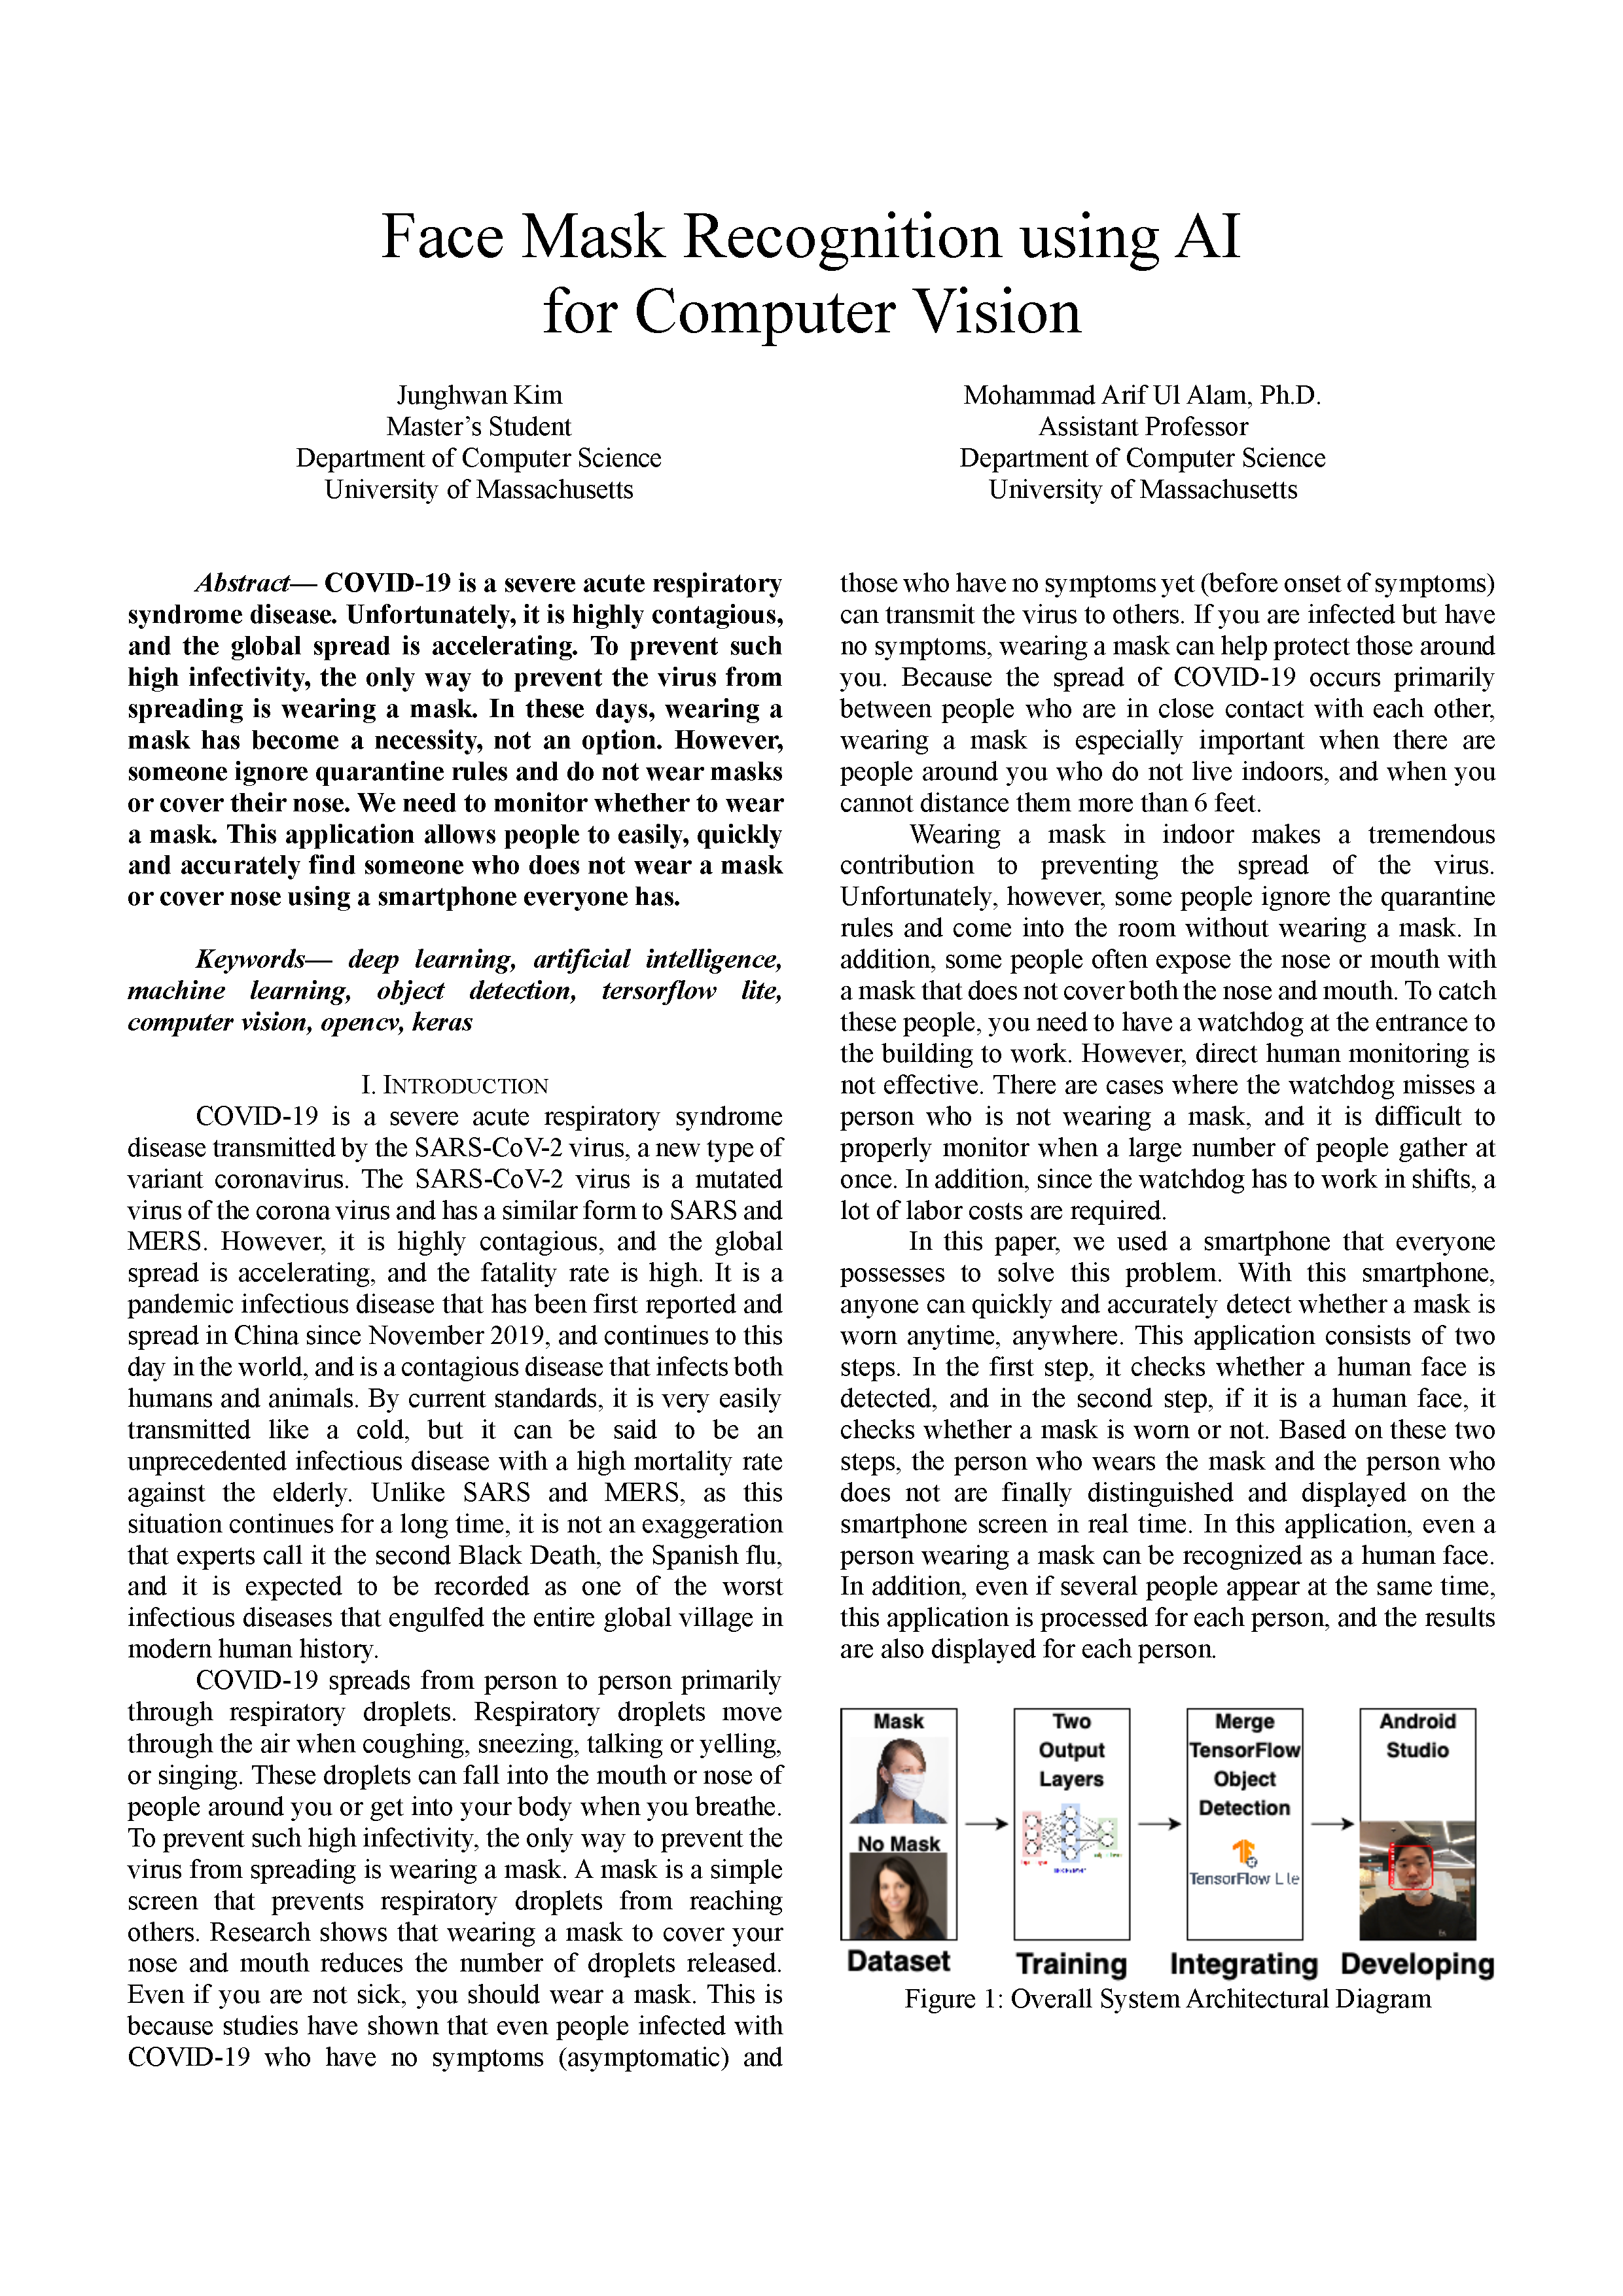 Face Mask Recognition using AI
for Computer Vision
Junghwan Kim
Master's Student
Department of Computer Science
University of Massachusetts
Mohammad Arif Ul Alam, Ph.D.
Assistant Professor
Department of Computer Science
University of Massachusetts
Abstract— COVID-19 is a severe acute respiratory
syndrome disease. Unfortunately, it is highly contagious,
and the global spread is accelerating. To prevent such
high infectivity, the only way to prevent the virus from
spreading is wearing a mask. In these days, wearing a
mask has become a necessity, not an option. However,
someone ignore quarantine rules and do not wear masks
or cover their nose. We need to monitor whether to wear
a mask. This application allows people to easily, quickly
and accurately find someone who does not wear a mask
or cover nose using a smartphone everyone has.
Keywords— deep learning, artificial intelligence,
machine learning, object detection, tersorflow lite,
computer vision, opencv, keras
I. INTRODUCTION
COVID-19 is a severe acute respiratory syndrome
disease transmitted by the SARS-CoV-2 virus, a new type of
variant coronavirus. The SARS-CoV-2 virus is a mutated
virus of the corona virus and has a similar form to SARS and
MERS. However, it is highly contagious, and the global
spread is accelerating, and the fatality rate is high. It is a
pandemic infectious disease that has been first reported and
spread in China since November 2019, and continues to this
day in the world, and is a contagious disease that infects both
humans and animals. By current standards, it is very easily
transmitted like a cold, but it can be said to be an
unprecedented infectious disease with a high mortality rate
against the elderly. Unlike SARS and MERS, as this
situation continues for a long time, it is not an exaggeration
that experts call it the second Black Death, the Spanish flu,
and it is expected to be recorded as one of the worst
infectious diseases that engulfed the entire global village in
modern human history.
COVID-19 spreads from person to person primarily
through respiratory droplets. Respiratory droplets move
through the air when coughing, sneezing, talking or yelling,
or singing. These droplets can fall into the mouth or nose of
people around you or get into your body when you breathe.
To prevent such high infectivity, the only way to prevent the
virus from spreading is wearing a mask. A mask is a simple
screen that prevents respiratory droplets from reaching
others. Research shows that wearing a mask to cover your
nose and mouth reduces the number of droplets released.
Even if you are not sick, you should wear a mask. This is
because studies have shown that even people infected with
COVID-19 who have no symptoms (asymptomatic) and
those who have no symptoms yet (before onset of symptoms)
can transmit the virus to others. If you are infected but have
no symptoms, wearing a mask can help protect those around
you. Because the spread of COVID-19 occurs primarily
between people who are in close contact with each other,
wearing a mask is especially important when there are
people around you who do not live indoors, and when you
cannot distance them more than 6 feet.
Wearing a mask in indoor makes a tremendous
contribution to preventing the spread of the virus.
Unfortunately, however, some people ignore the quarantine
rules and come into the room without wearing a mask. In
addition, some people often expose the nose or mouth with
a mask that does not cover both the nose and mouth. To catch
these people, you need to have a watchdog at the entrance to
the building to work. However, direct human monitoring is
not effective. There are cases where the watchdog misses a
person who is not wearing a mask, and it is difficult to
properly monitor when a large number of people gather at
once. In addition, since the watchdog has to work in shifts, a
lot of labor costs are required.
In this paper, we used a smartphone that everyone
possesses to solve this problem. With this smartphone,
anyone can quickly and accurately detect whether a mask is
worn anytime, anywhere. This application consists of two
steps. In the first step, it checks whether a human face is
detected, and in the second step, if it is a human face, it
checks whether a mask is worn or not. Based on these two
steps, the person who wears the mask and the person who
does not are finally distinguished and displayed on the
smartphone screen in real time. In this application, even a
person wearing a mask can be recognized as a human face.
In addition, even if several people appear at the same time,
this application is processed for each person, and the results
are also displayed for each person.
Mask
No Mask
Dataset
Two
Output
Layers
Training
Merge
TensorFlow
Object
Detection
TensorFlow Lite
Integrating
Android
Studio
Developing
Figure 1: Overall System Architectural Diagram